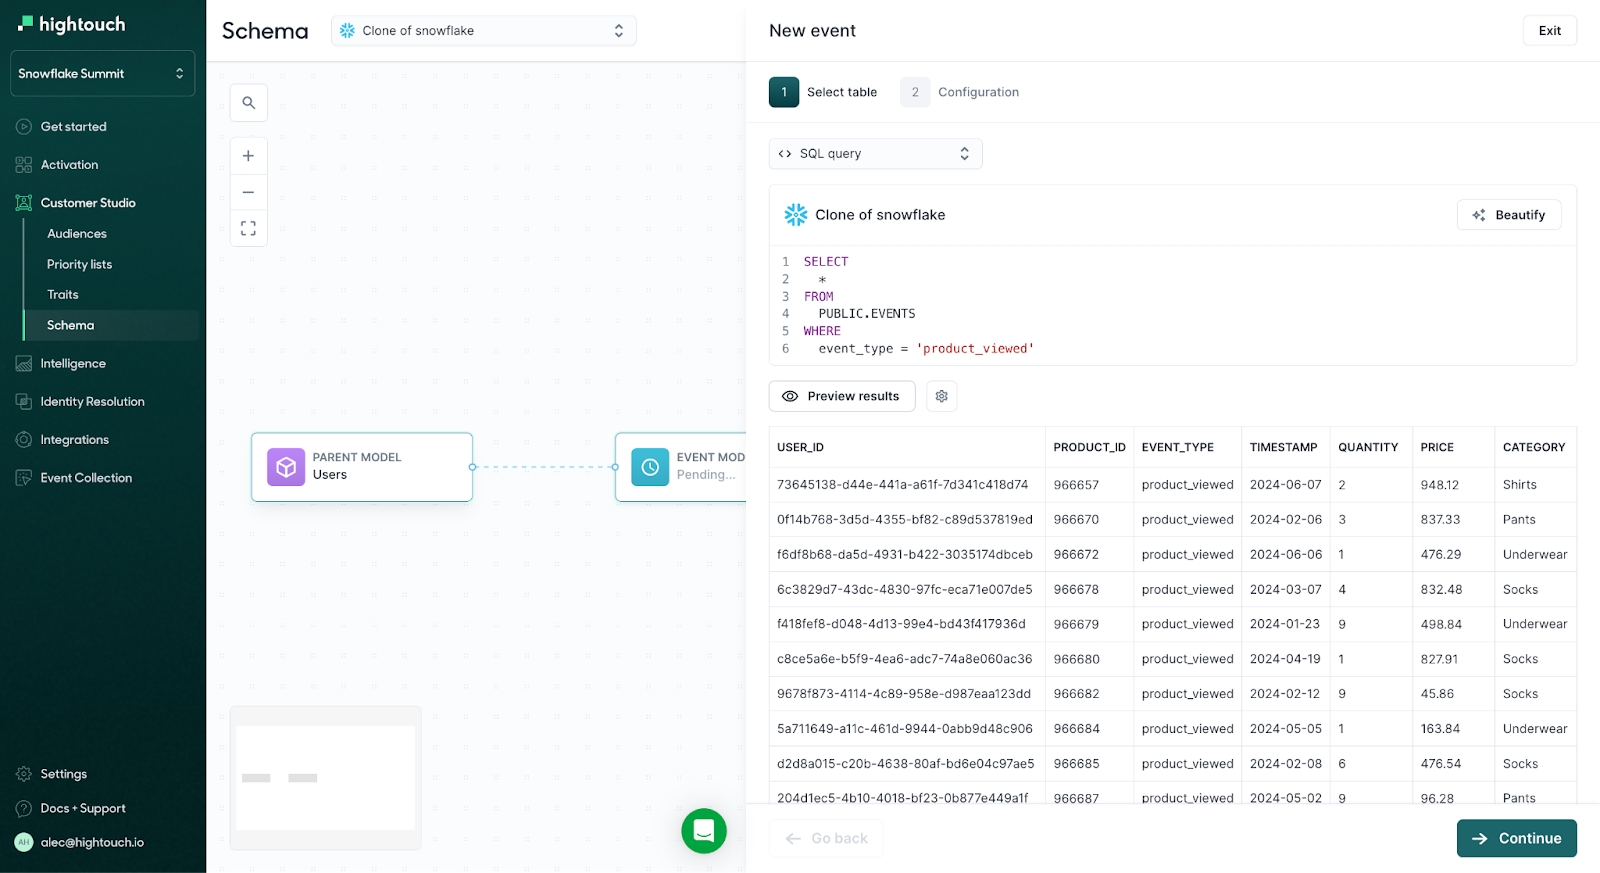 hightouch
Snowflake Summit
Get started
Activation
Customer Studio
Audiences
Priority lists
Traits
Schema
Intelligence
Identity Resolution
Integrations
Event Collection
Settings
Docs + Support
AH alec@hightouch.io
Schema
Clone of snowflake
PARENT MODEL
Users
EVENT MOD
Pending...
New event
Exit
1 Select table
2 Configuration
<> SQL query
Clone of snowflake
Beautify
1 SELECT
2 *
3 FROM
4 PUBLIC.EVENTS
5 WHERE
6 event_type = 'product_viewed'
Preview results
USER_ID PRODUCT_ID EVENT_TYPE TIMESTAMP QUANTITY PRICE CATEGORY
73645138-d44e-441a-a61f-7d341c418d74 966657 product_viewed 2024-06-07 2 948.12 Shirts
0f14b768-3d5d-4355-bf82-c89d537819ed 966670 product_viewed 2024-02-06 3 837.33 Pants
f6df8b68-da5d-4931-b422-3035174dbceb 966672 product_viewed 2024-06-06 1 476.29 Underwear
6c3829d7-43dc-4830-97fc-eca71e007de5 966678 product_viewed 2024-03-07 4 832.48 Socks
f418fef8-d048-4d13-99e4-bd43f417936d 966679 product_viewed 2024-01-23 9 498.84 Underwear
c8ce5a6e-b5f9-4ea6-adc7-74a8e060ac36 966680 product_viewed 2024-04-19 1 827.91 Socks
9678f873-4114-4c89-958e-d987eaa123dd 966682 product_viewed 2024-02-12 9 45.86 Socks
5a711649-a11c-461d-9944-0abb9d48c906 966684 product_viewed 2024-05-05 1 163.84 Underwear
d2d8a015-c20b-4638-80af-bd6e04c97ae5 966685 product_viewed 2024-02-08 6 476.54 Socks
204d1ec5-4b10-4018-bf23-0b877e449a1f 966687 product_viewed 2024-05-02 9 96.28 Pants
Go back
Continue